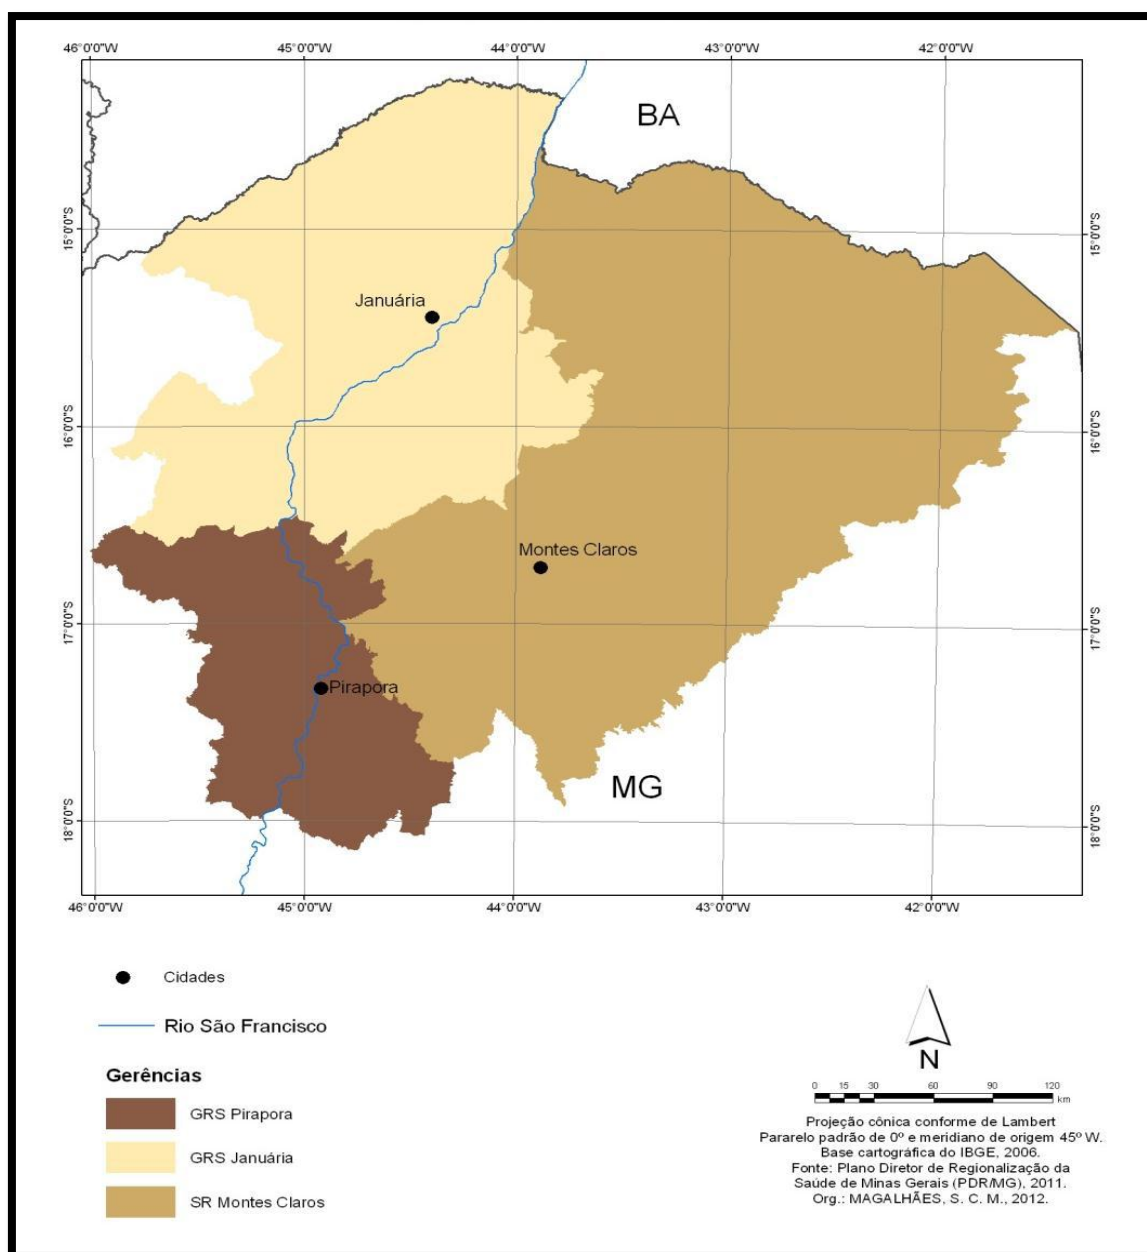 46°0'0"W 45°0'0"W 44°0'0"W 43°0'0"W 42°0'0"W
BA
15°0'0"S 15°0'0"S
Januária
16°0'0"S 16°0'0"S
Montes Claros
17°0'0"S 17°0'0"S
Pirapora
MG
18°0'0"S 18°0'0"S
46°0'0"W 45°0'0"W 44°0'0"W 43°0'0"W 42°0'0"W
Cidades
Rio São Francisco
Gerências
GRS Pirapora
GRS Januária
SR Montes Claros
N
0 15 30 60 90 120
km
Projeção cônica conforme de Lambert
Pararelo padrão de 0º e meridiano de origem 45º W.
Base cartográfica do IBGE, 2006.
Fonte: Plano Diretor de Regionalização da
Saúde de Minas Gerais (PDR/MG), 2011.
Org.: MAGALHÃES, S. C. M., 2012.